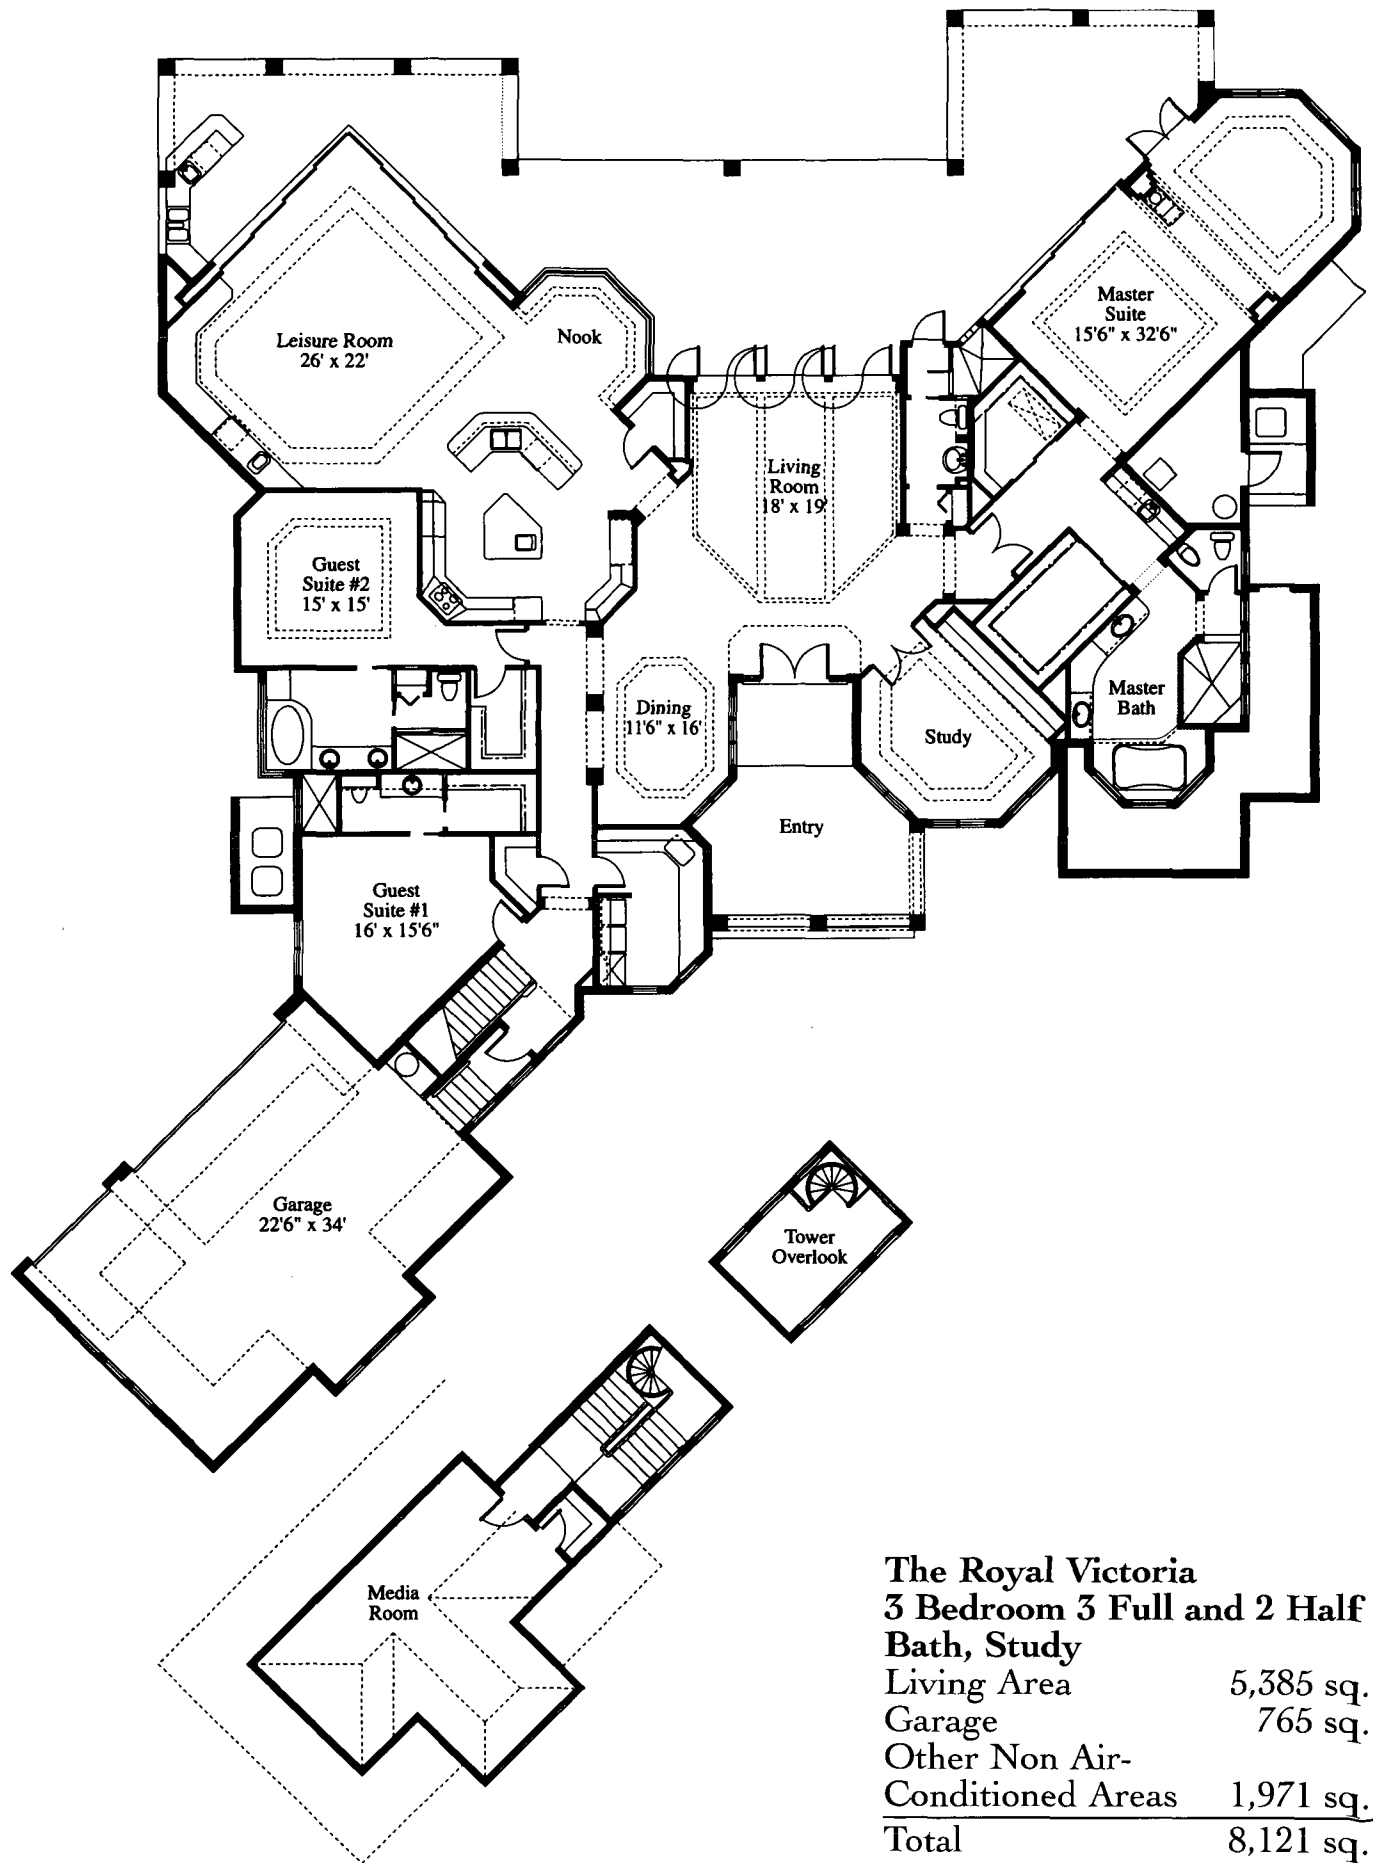 Master
Suite
15'6" x 32'6"
Leisure Room
26' x 22'
Nook
Living
Room
18' x 19'
Guest
Suite #2
15' x 15'
Dining
11'6" x 16'
Study
Master
Bath
Entry
Guest
Suite #1
16' x 15'6"
Garage
22'6" x 34'
Tower
Overlook
Media
Room
The Royal Victoria
3 Bedroom 3 Full and 2 Half
Bath, Study
Living Area 5,385 sq.
Garage 765 sq.
Other Non Air-
Conditioned Areas 1,971 sq.
Total 8,121 sq.